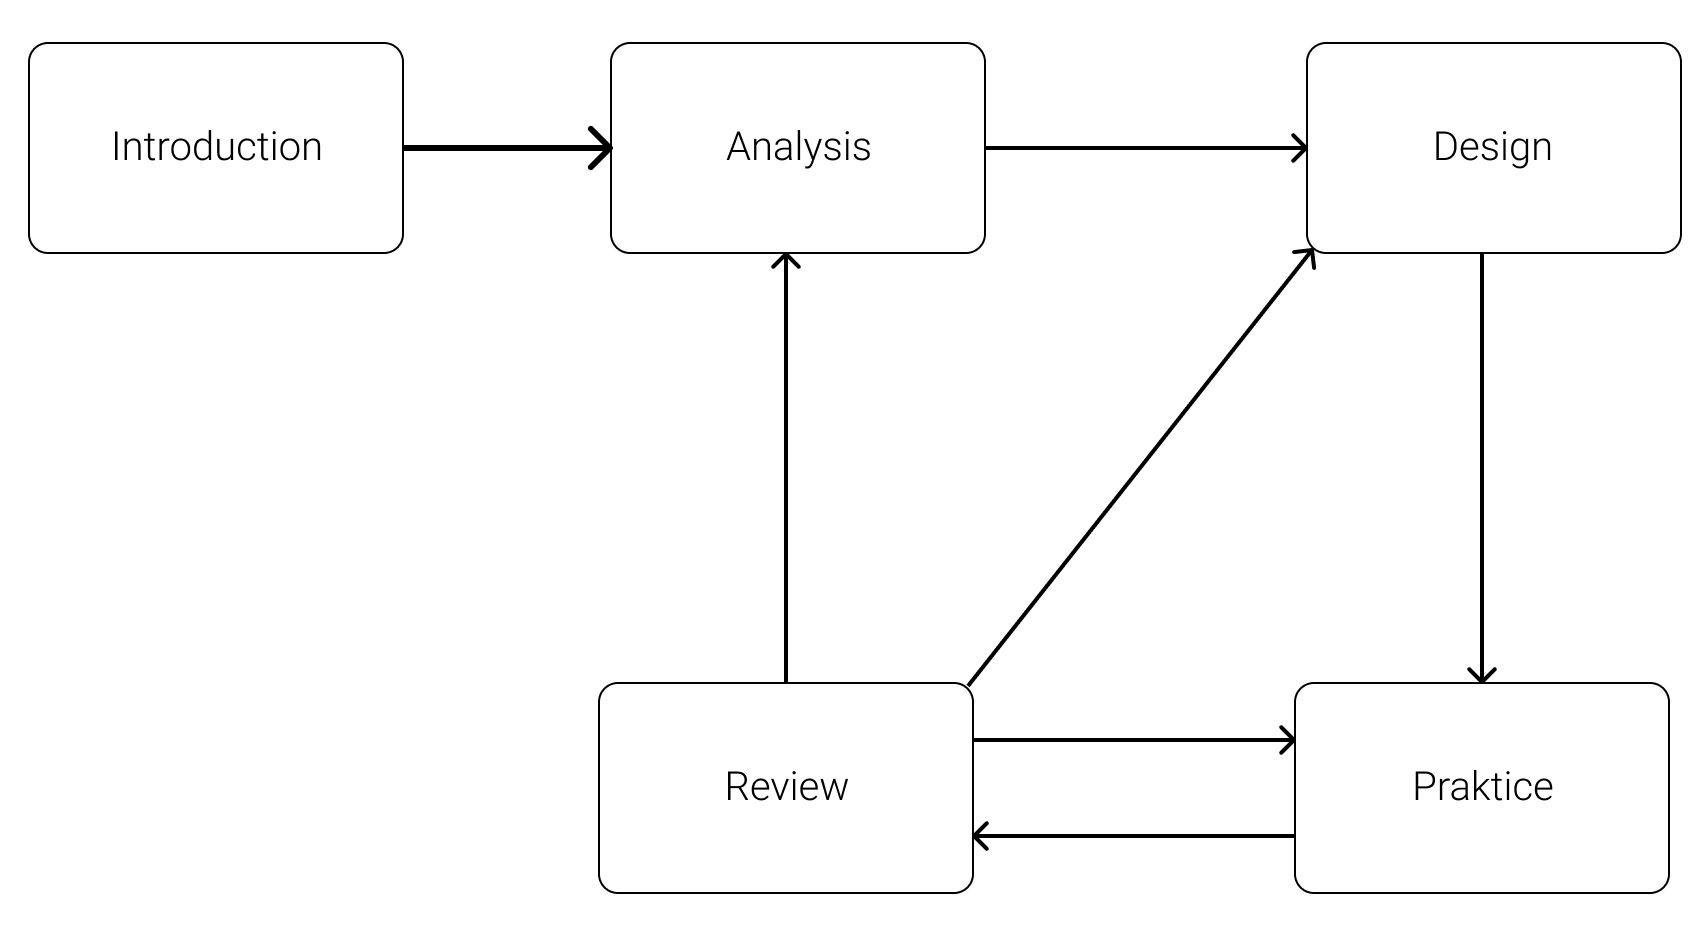 Introduction
Analysis
Design
Review
Praktice